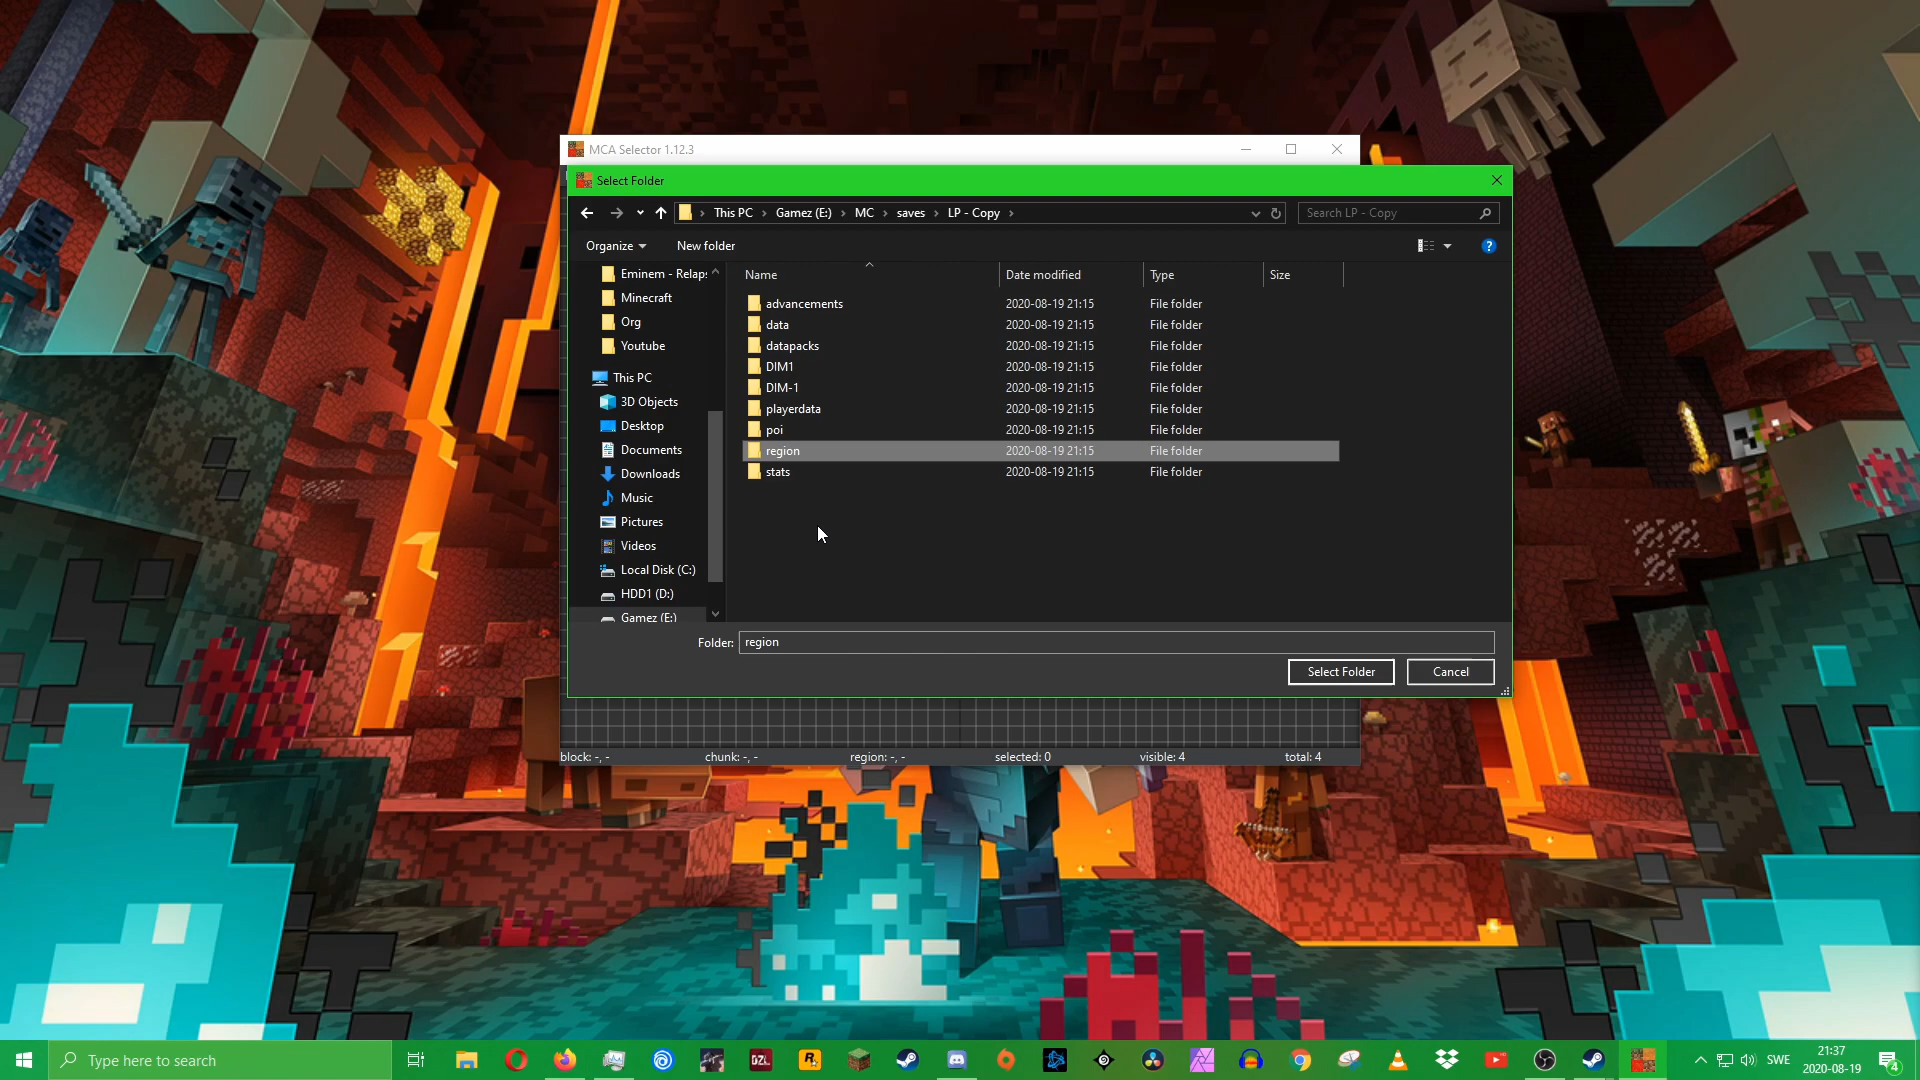 MCA Selector 1.12.3
Select Folder
This PC > Gamez (E:) > MC > saves > LP - Copy >
Search LP - Copy
Organize
New folder
?
Name
Date modified
Type
Size
Eminem - Relaps
Minecraft
Org
Youtube
This PC
3D Objects
Desktop
Documents
Downloads
Music
Pictures
Videos
Local Disk (C:)
HDD1 (D:)
Gamez (E:)
advancements 2020-08-19 21:15 File folder
data 2020-08-19 21:15 File folder
datapacks 2020-08-19 21:15 File folder
DIM1 2020-08-19 21:15 File folder
DIM-1 2020-08-19 21:15 File folder
playerdata 2020-08-19 21:15 File folder
poi 2020-08-19 21:15 File folder
region 2020-08-19 21:15 File folder
stats 2020-08-19 21:15 File folder
Folder: region
Select Folder
Cancel
block: -, -
chunk: -, -
region: -, -
selected: 0
visible: 4
total: 4
Type here to search
DZL
R
SWE
21:37
2020-08-19
4